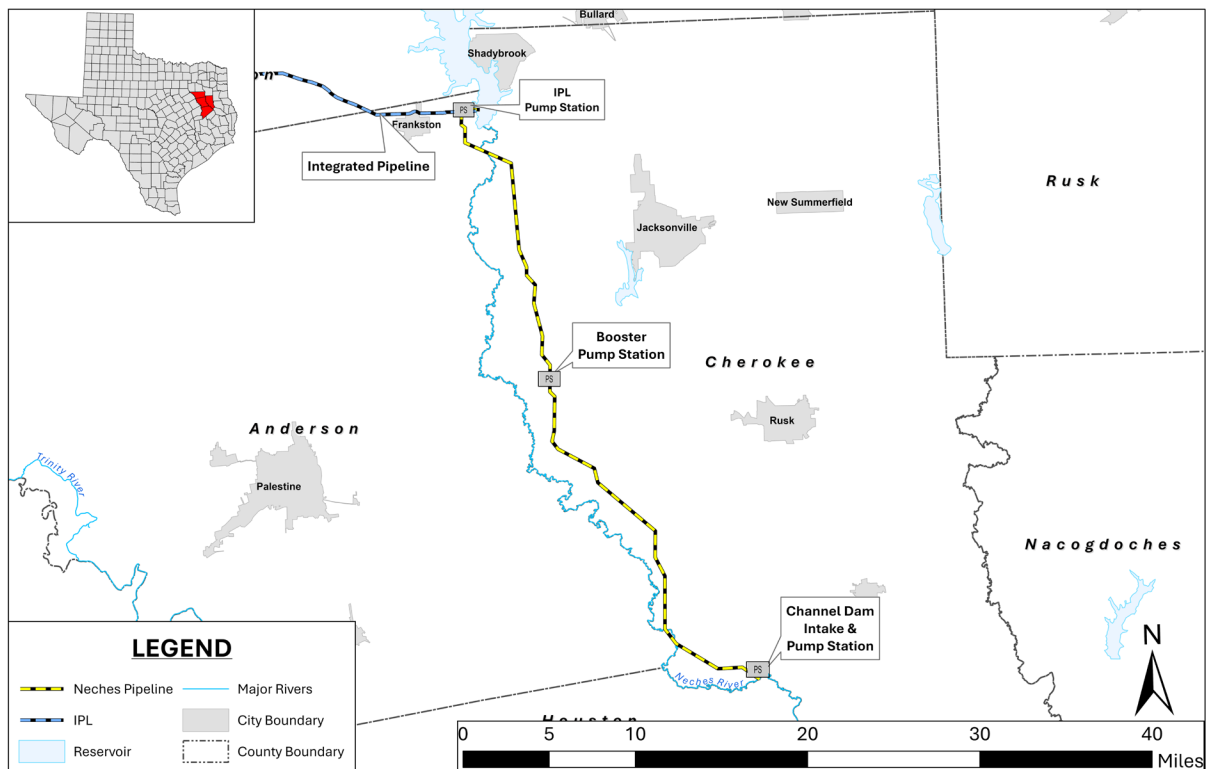 Bullard
Shadybrook
IPL
Pump Station
PS
Frankston
Integrated Pipeline
Rusk
New Summerfield
Jacksonville
Booster
Pump Station
PS
Cherokee
Rusk
Anderson
Palestine
Trinity River
Nacogdoches
Channel Dam
Intake &
Pump Station
PS
Neches River
Houston
N
LEGEND
Neches Pipeline
Major Rivers
IPL
City Boundary
Reservoir
County Boundary
0 5 10 20 30 40
Miles